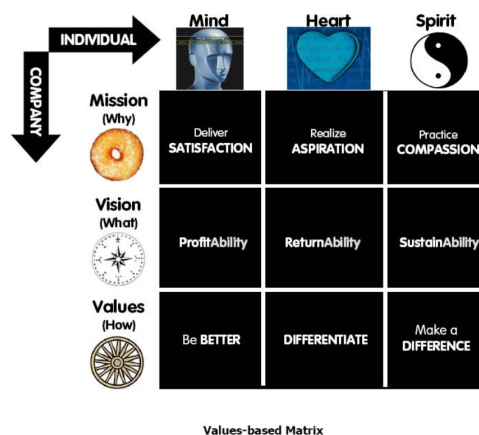 INDIVIDUAL
COMPANY
Mind
Heart
Spirit
Mission
(Why)
Deliver
SATISFACTION
Realize
ASPIRATION
Practice
COMPASSION
Vision
(What)
ProfitAbility
ReturnAbility
SustainAbility
Values
(How)
Be BETTER
DIFFERENTIATE
Make a
DIFFERENCE
Values-based Matrix